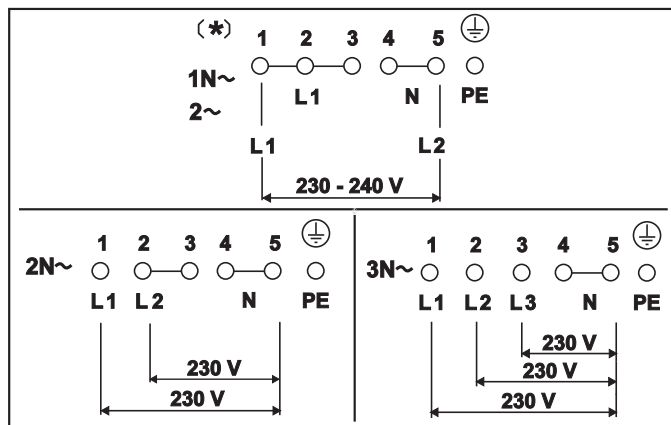 (*) 1 2 3 4 5
1N~ L1 N PE
2~
L1 L2
230 - 240 V
1 2 3 4 5
2N~
L1 L2 N PE
230 V
230 V
1 2 3 4 5
3N~
L1 L2 L3 N PE
230 V
230 V
230 V